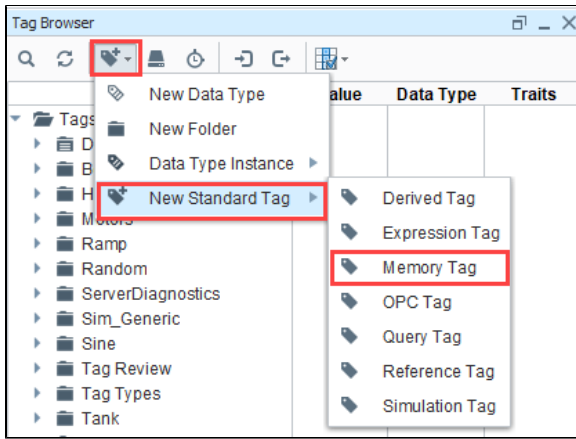 Tag Browser
Value Data Type Traits
New Data Type
New Folder
Data Type Instance
New Standard Tag
Tags
D
B
H
Motors
Ramp
Random
ServerDiagnostics
Sim_Generic
Sine
Tag Review
Tag Types
Tank
Derived Tag
Expression Tag
Memory Tag
OPC Tag
Query Tag
Reference Tag
Simulation Tag